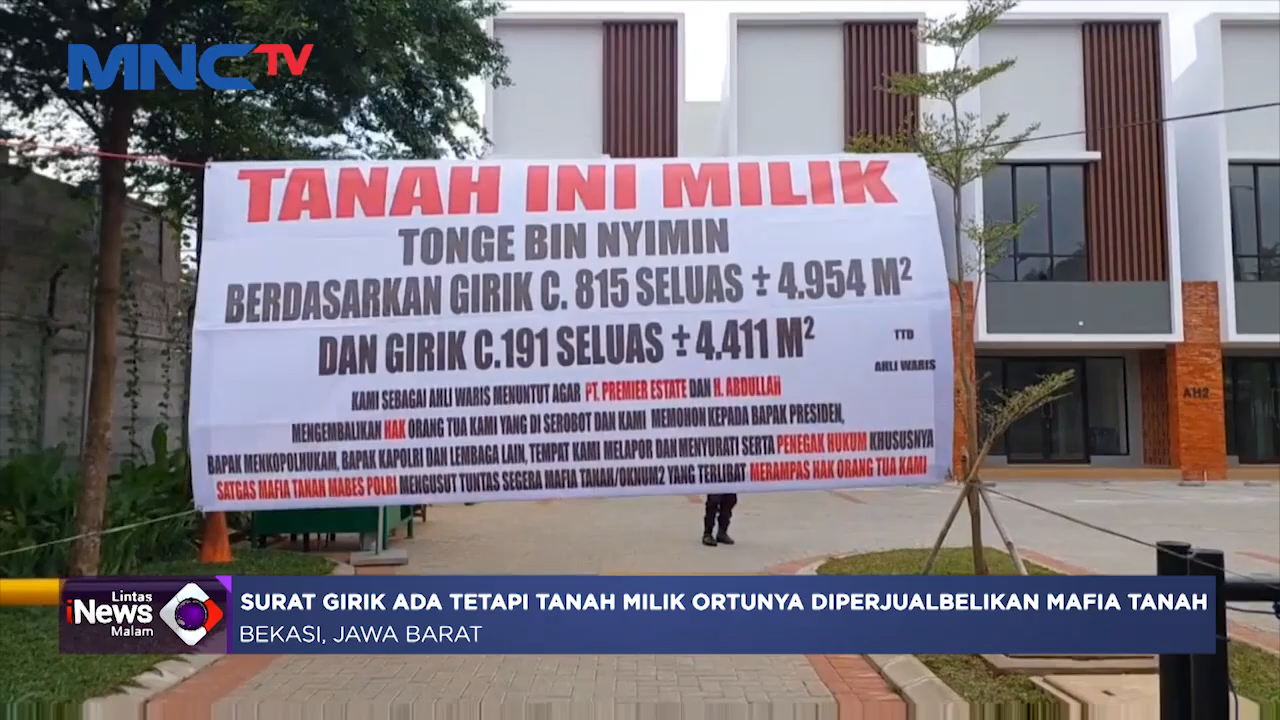 MNCTV
TANAH INI MILIK
TONGE BIN NYIMIN
BERDASARKAN GIRIK C. 815 SELUAS ± 4.954 M²
DAN GIRIK C.191 SELUAS ± 4.411 M²
TTD
AHLI WARIS
KAMI SEBAGAI AHLI WARIS MENUNTUT AGAR PT. PREMIER ESTATE DAN H. ABDULLAH
MENGEMBALIKAN HAK ORANG TUA KAMI YANG DI SEROBOT DAN KAMI MEMOHON KEPADA BAPAK PRESIDEN,
BAPAK MENKOPOLHUKAM, BAPAK KAPOLRI DAN LEMBAGA LAIN, TEMPAT KAMI MELAPOR DAN MENYURATI SERTA PENEGAK HUKUM KHUSUSNYA
SATGAS MAFIA TANAH MABES POLRI MENGUSUT TUNTAS SEGERA MAFIA TANAH/OKNUM2 YANG TERLIBAT MERAMPAS HAK ORANG TUA KAMI
AH2
Lintas
iNews
Malam
SURAT GIRIK ADA TETAPI TANAH MILIK ORTUNYA DIPERJUALBELIKAN MAFIA TANAH
BEKASI, JAWA BARAT